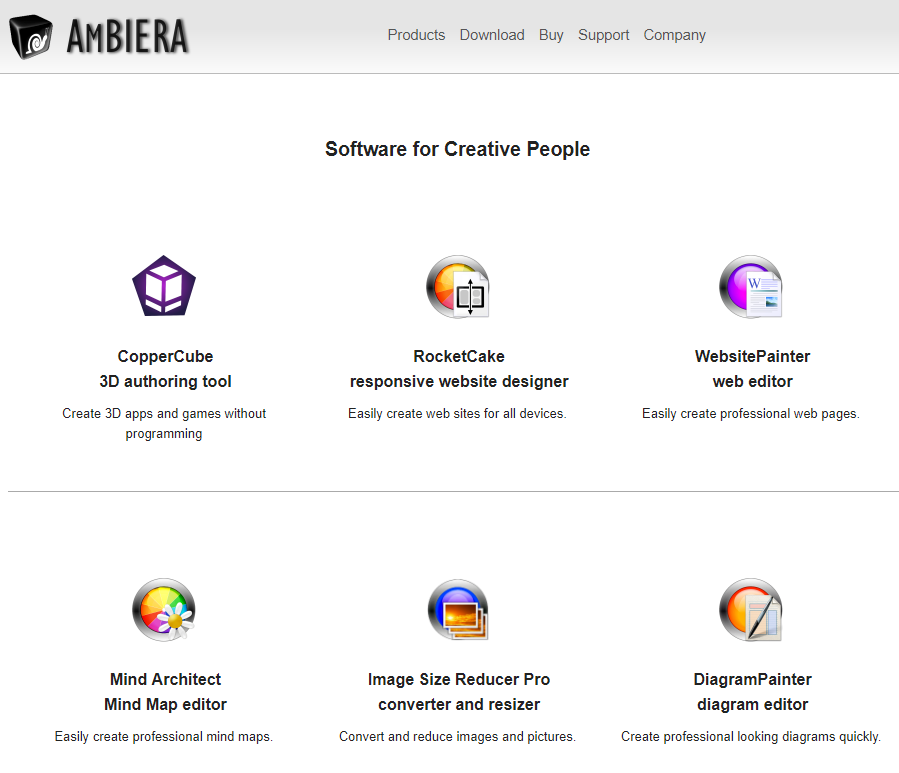 AMBIERA
Products Download Buy Support Company
Software for Creative People
CopperCube
3D authoring tool
Create 3D apps and games without
programming
RocketCake
responsive website designer
Easily create web sites for all devices.
W
WebsitePainter
web editor
Easily create professional web pages.
Mind Architect
Mind Map editor
Easily create professional mind maps.
Image Size Reducer Pro
converter and resizer
Convert and reduce images and pictures.
DiagramPainter
diagram editor
Create professional looking diagrams quickly.